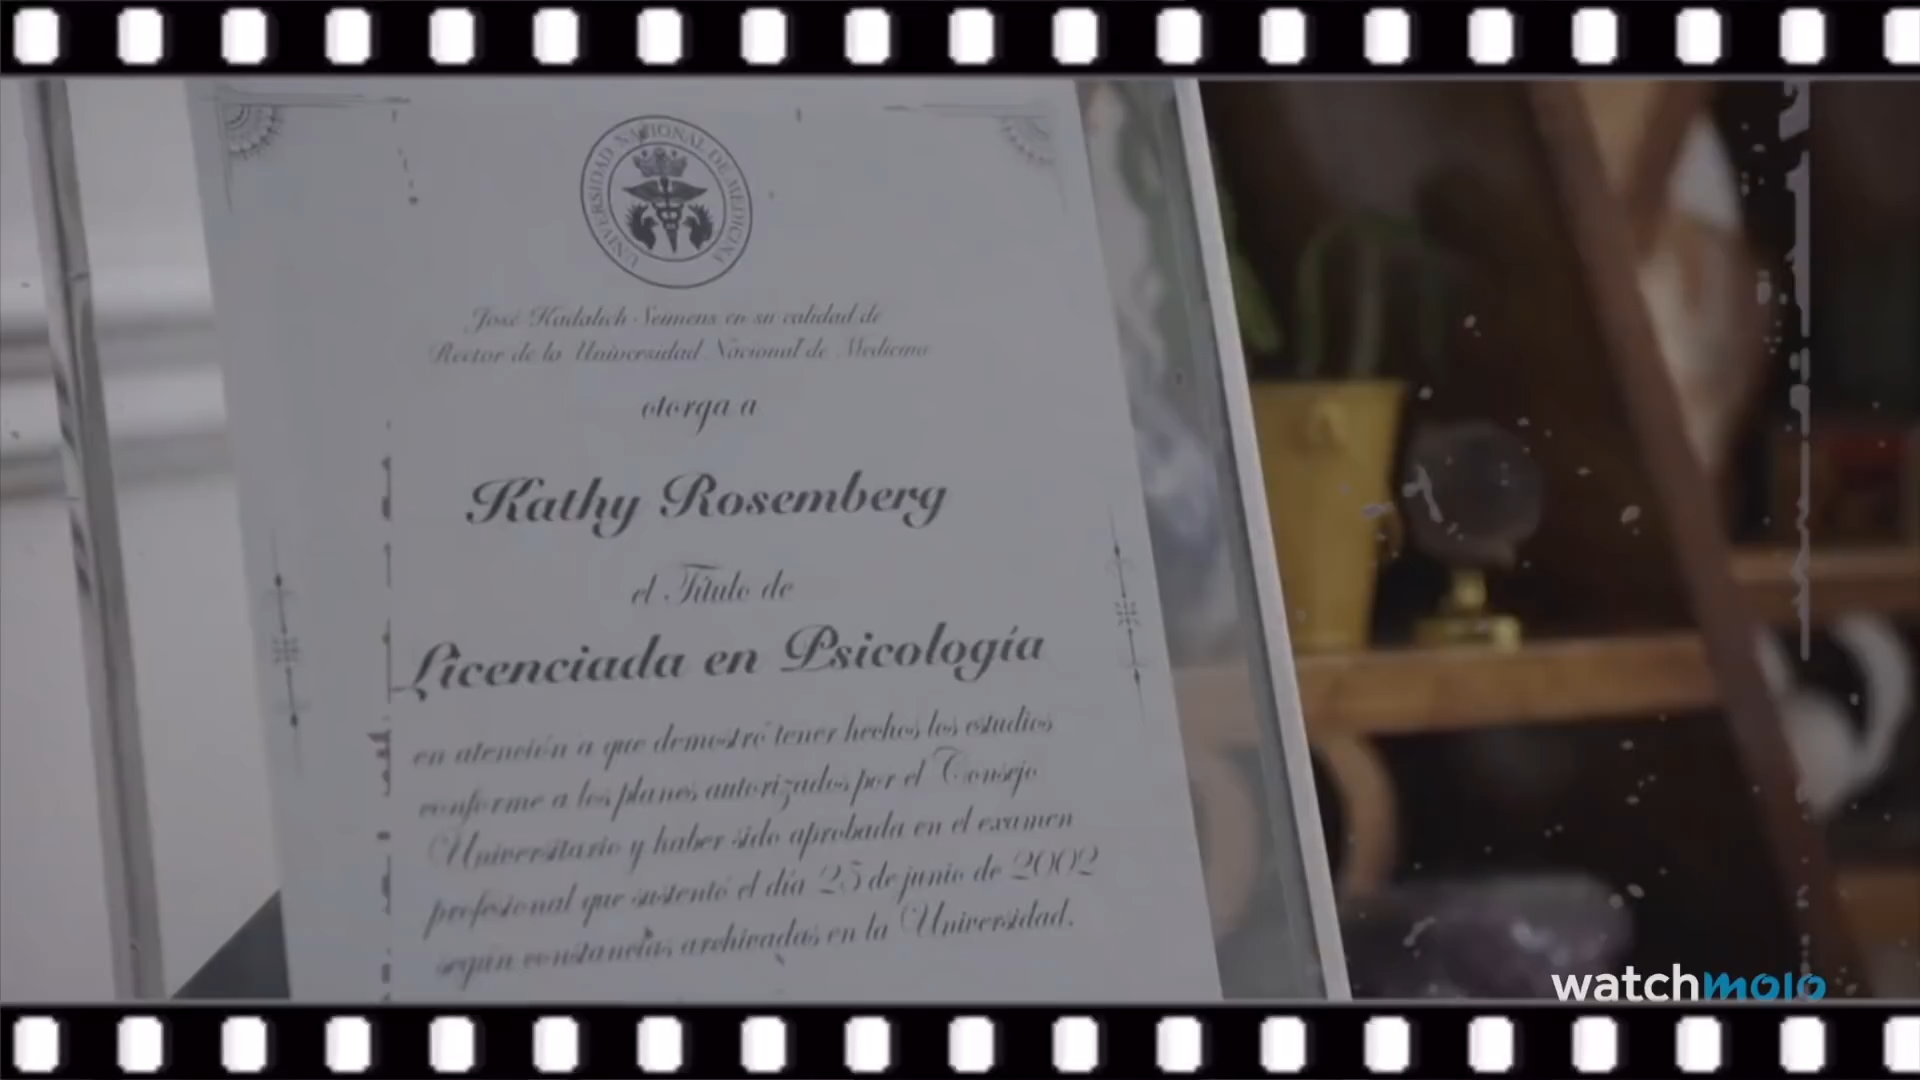 UNIVERSIDAD NACIONAL DE MEDICINA
José Kadalich Seimens en su calidad de
Rector de la Universidad Nacional de Medicina
otorga a
Kathy Rosemberg
el Título de
Licenciada en Psicología
en atención a que demostró tener hechos los estudios
conforme a los planes autorizados por el Consejo
Universitario y haber sido aprobada en el examen
profesional que sustentó el día 25 de junio de 2002
según constancias archivadas en la Universidad.
watchmojo